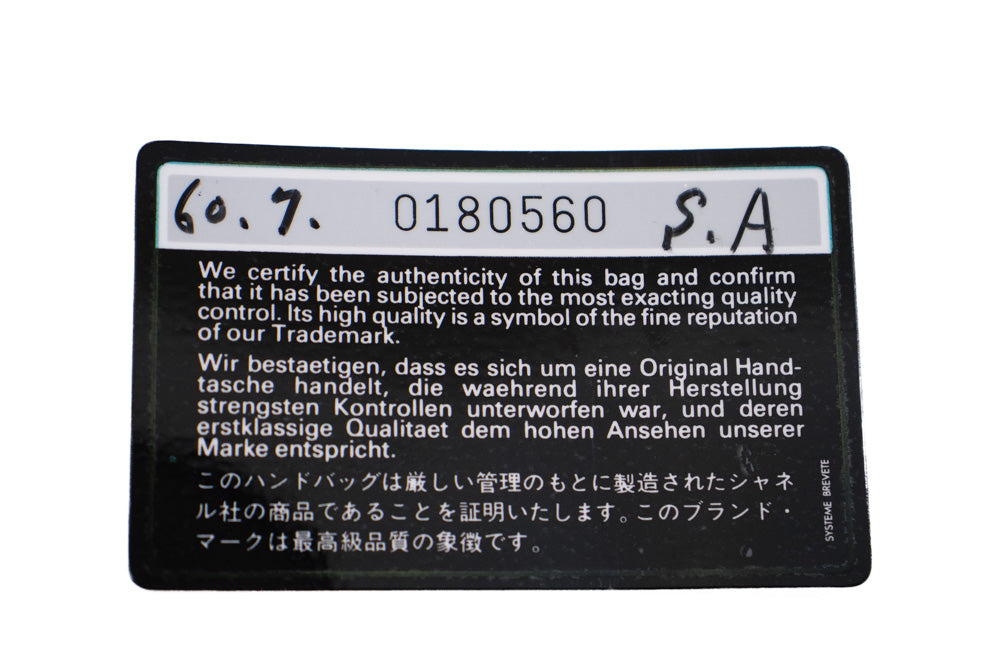 60.7. 0180560 S.A
We certify the authenticity of this bag and confirm
that it has been subjected to the most exacting quality
control. Its high quality is a symbol of the fine reputation
of our Trademark.
Wir bestaetigen, dass es sich um eine Original Hand-
tasche handelt, die waehrend ihrer Herstellung
strengsten Kontrollen unterworfen war, und deren
erstklassige Qualitaet dem hohen Ansehen unserer
Marke entspricht.
このハンドバッグは厳しい管理のもとに製造されたシャネ
ル社の商品であることを証明いたします。このブランド・
マークは最高級品質の象徴です。
SYSTEME BREVETE